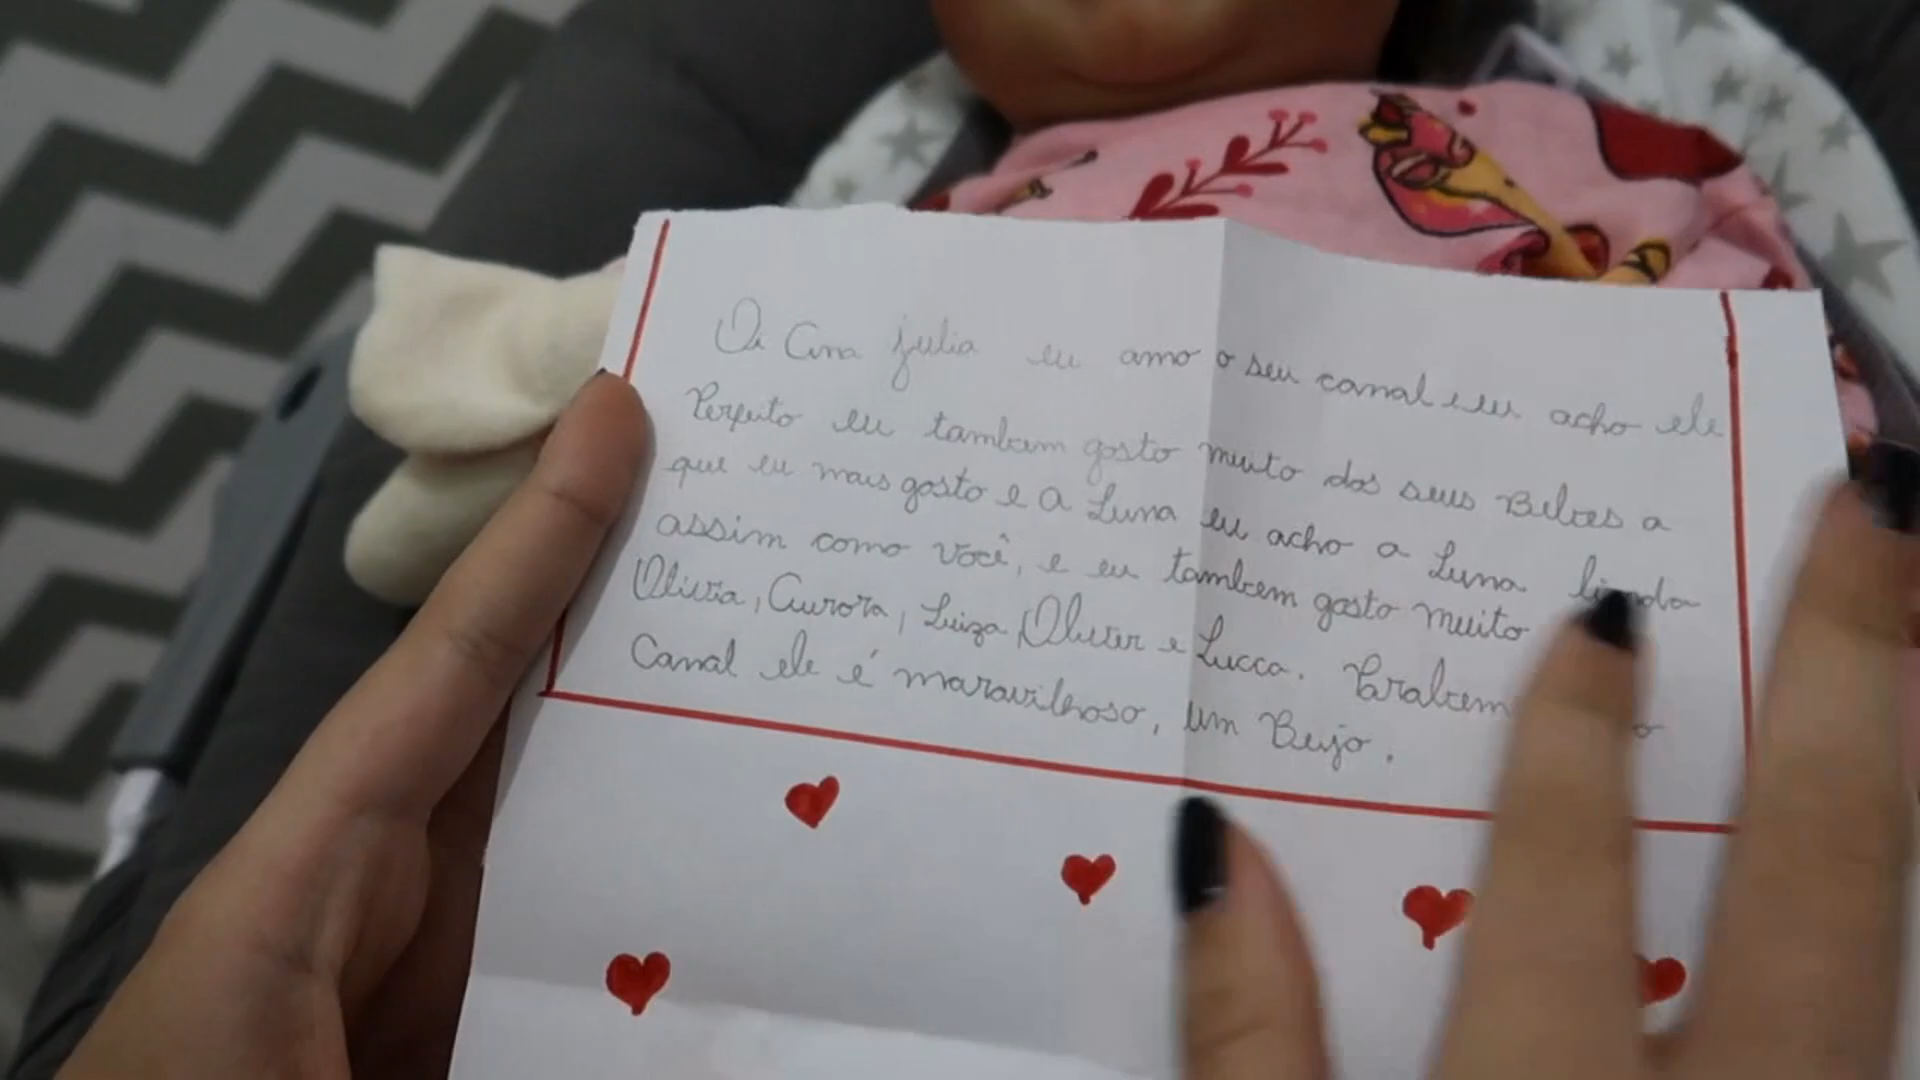 Oi Ana julia eu amo o seu canal eu acho ele
Perfeito eu tambem gosto muito dos seus Bebes a
que eu mais gosto e a Luna eu acho a Luna linda
assim como você, e eu tambem gosto muito
Olivia, Aurora, Luiza, Oliver e Lucca. Parabem
Canal ele é maravilhoso, um Beijo.